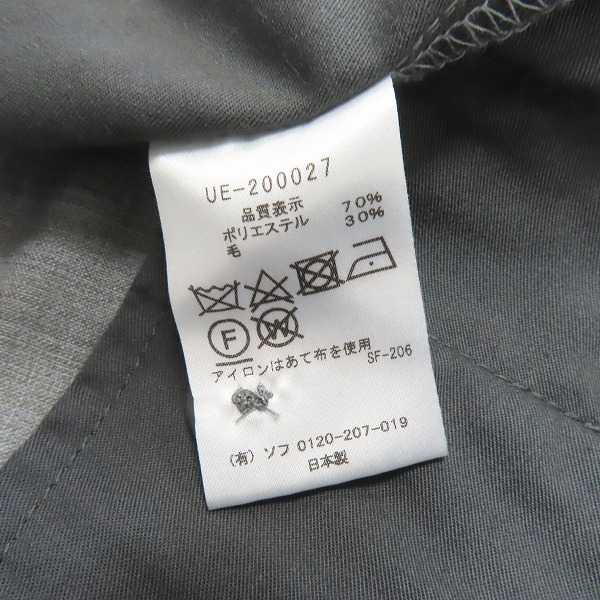 UE-200027
品質表示
ポリエステル 70%
毛 30%
F W
アイロンはあて布を使用
SF-206
(有) ソフ 0120-207-019
日本製